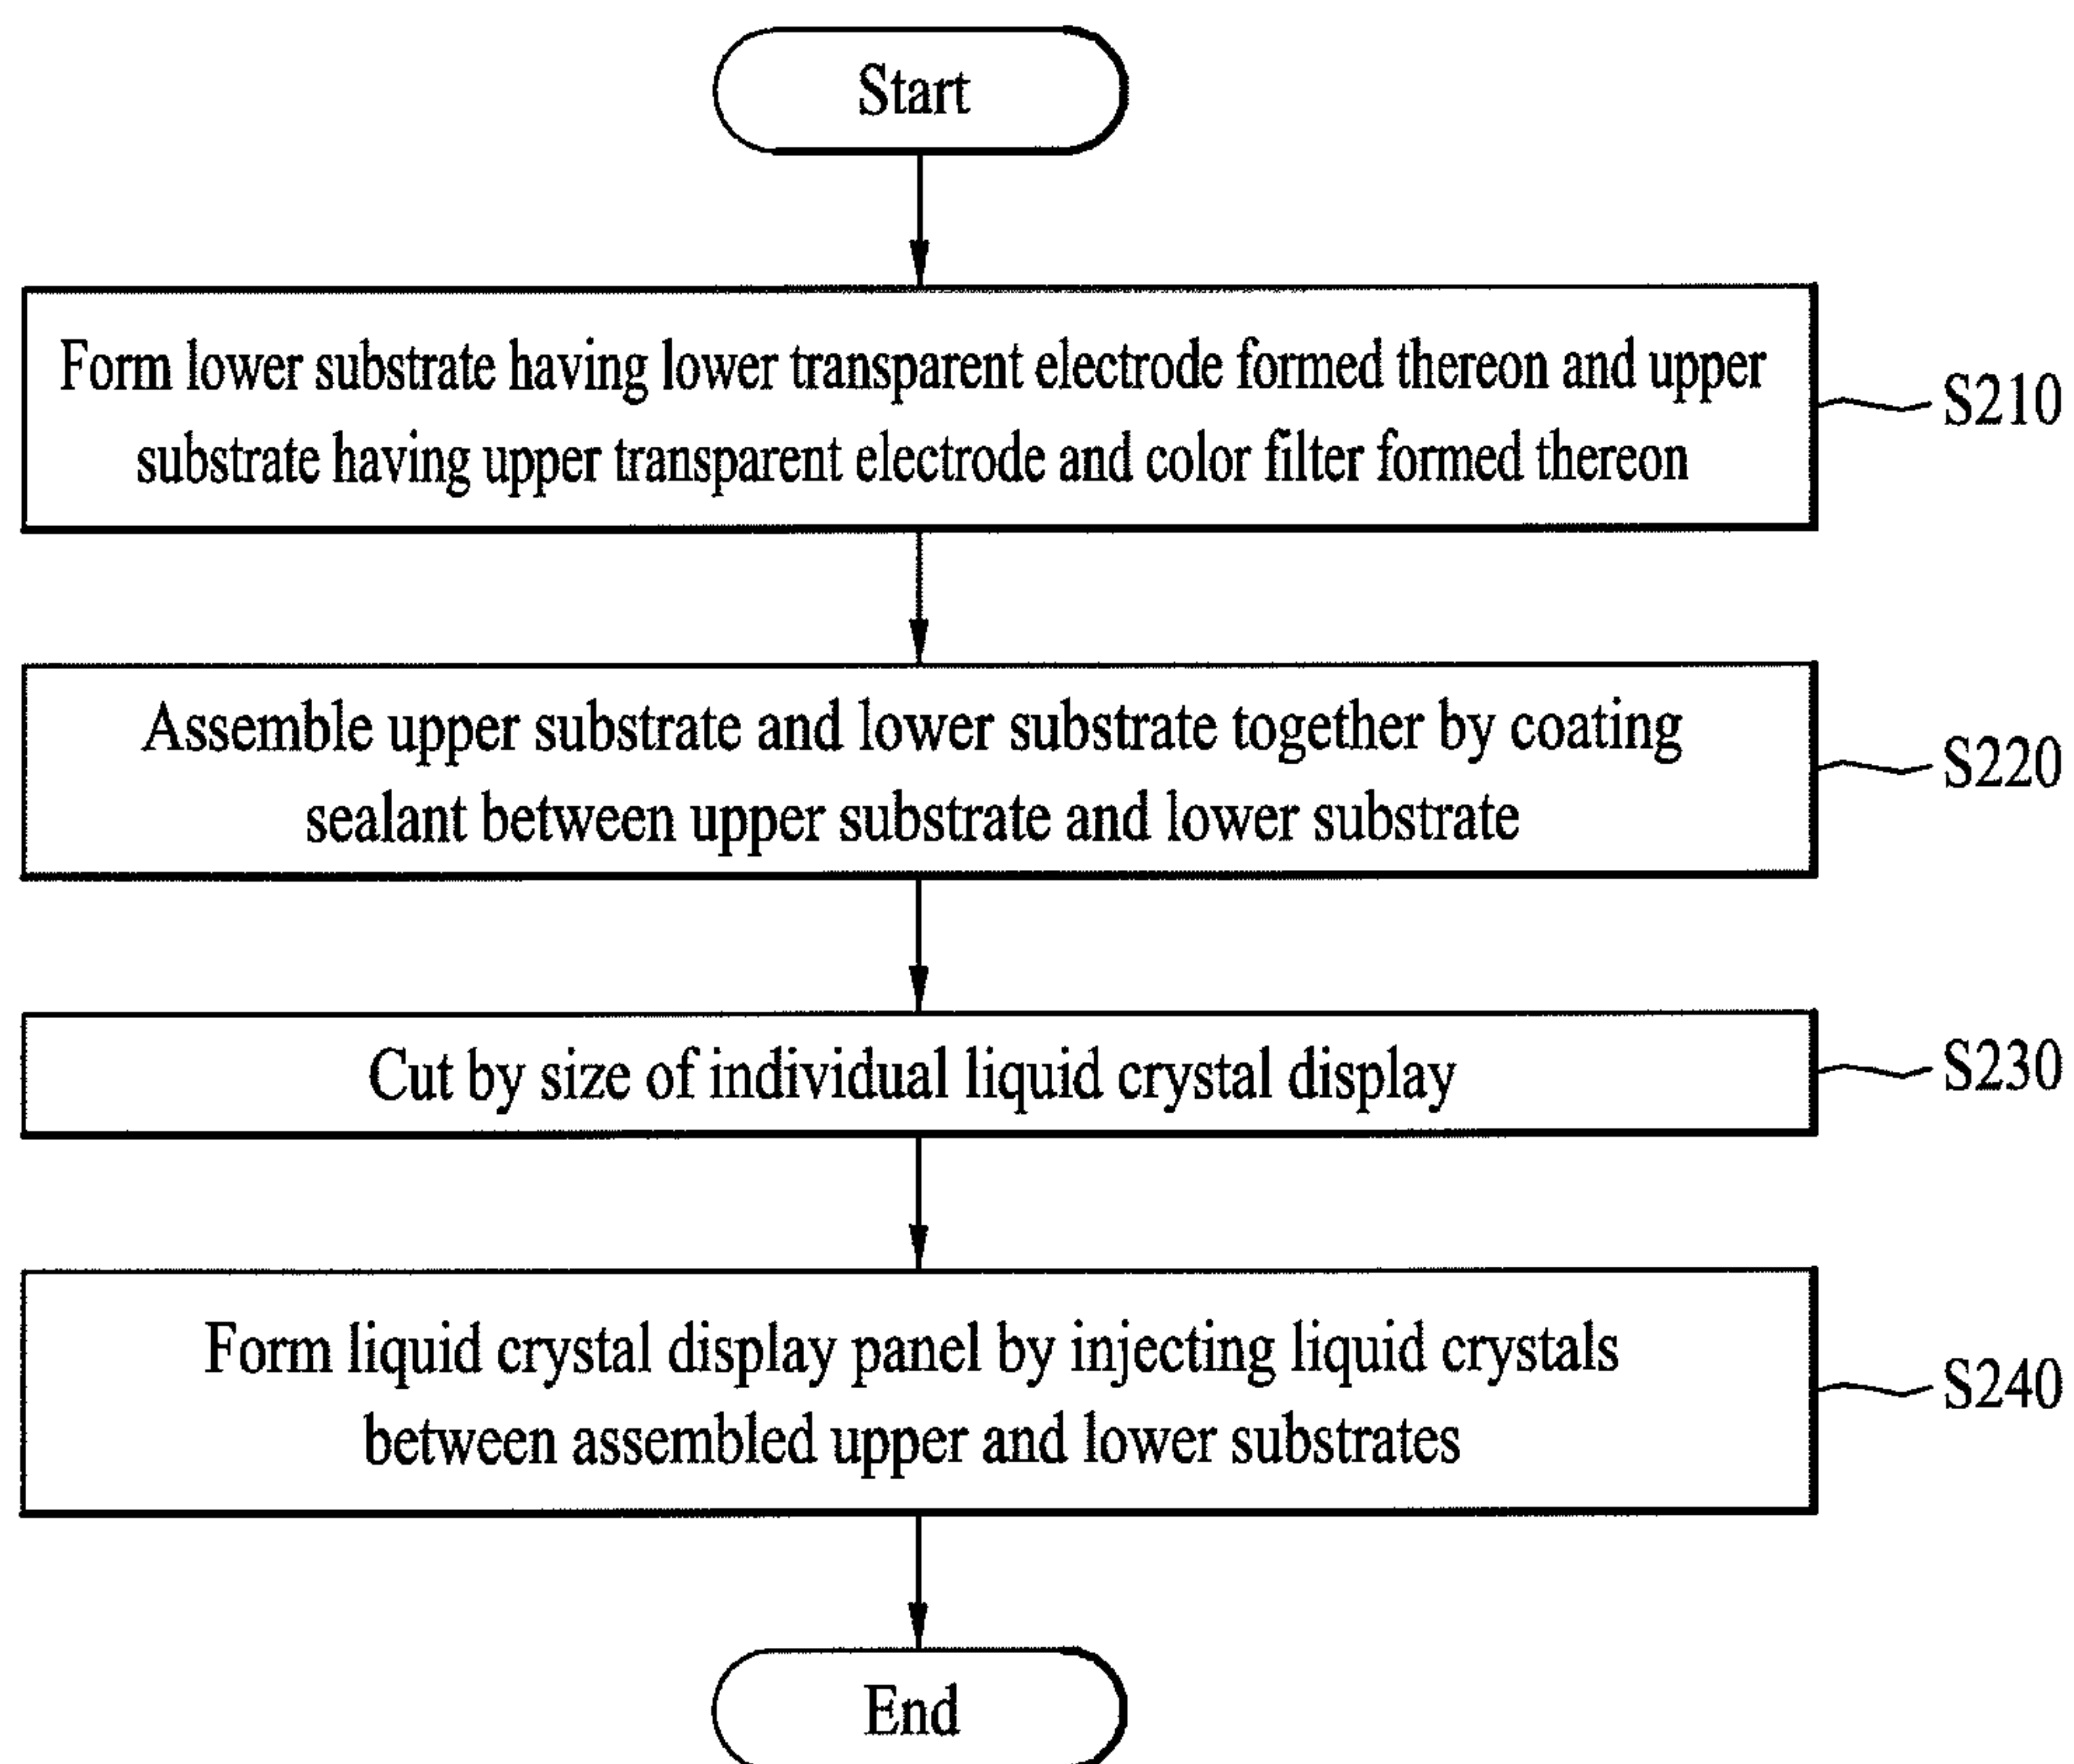 Start
Form lower substrate having lower transparent electrode formed thereon and upper
substrate having upper transparent electrode and color filter formed thereon
S210
Assemble upper substrate and lower substrate together by coating
sealant between upper substrate and lower substrate
S220
Cut by size of individual liquid crystal display
S230
Form liquid crystal display panel by injecting liquid crystals
between assembled upper and lower substrates
S240
End